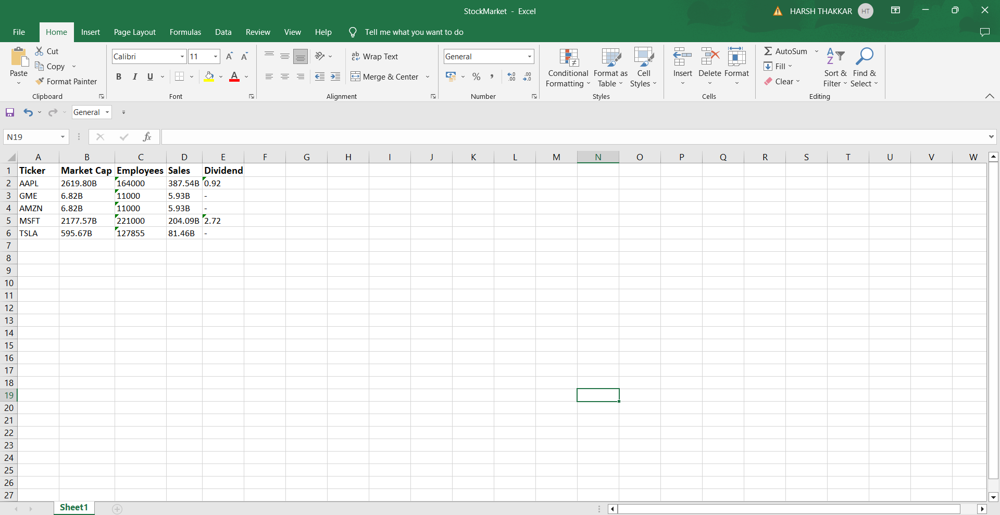 StockMarket - Excel
HARSH THAKKAR HT
File Home Insert Page Layout Formulas Data Review View Help Tell me what you want to do
Paste
Cut
Copy
Format Painter
Clipboard
Calibri 11
B I U
Font
Wrap Text
Merge & Center
Alignment
General
Number
Conditional Formatting
Format as Table
Cell Styles
Styles
Insert Delete Format
Cells
AutoSum
Fill
Clear
Sort & Filter
Find & Select
Editing
General
N19 fx
A B C D E F G H I J K L M N O P Q R S T U V W
1 Ticker Market Cap Employees Sales Dividend
2 AAPL 2619.80B 164000 387.54B 0.92
3 GME 6.82B 11000 5.93B -
4 AMZN 6.82B 11000 5.93B -
5 MSFT 2177.57B 221000 204.09B 2.72
6 TSLA 595.67B 127855 81.46B -
7
8
9
10
11
12
13
14
15
16
17
18
19
20
21
22
23
24
25
26
27
Sheet1